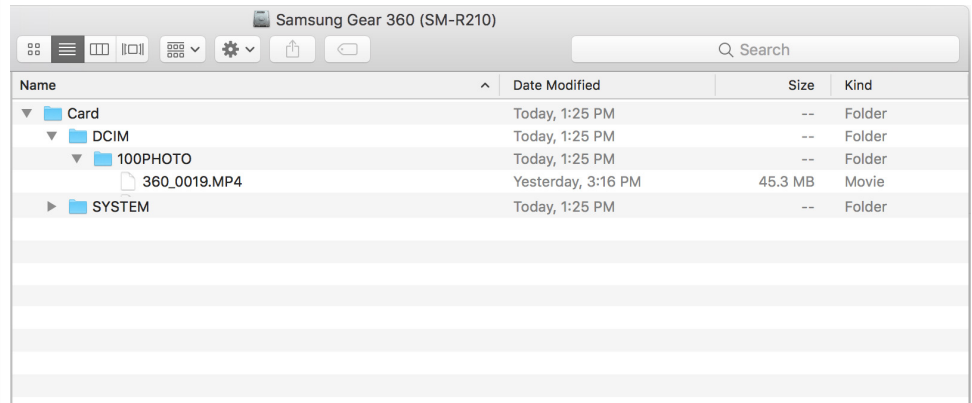 Samsung Gear 360 (SM-R210)
Search
Name Date Modified Size Kind
Card Today, 1:25 PM -- Folder
DCIM Today, 1:25 PM -- Folder
100PHOTO Today, 1:25 PM -- Folder
360_0019.MP4 Yesterday, 3:16 PM 45.3 MB Movie
SYSTEM Today, 1:25 PM -- Folder